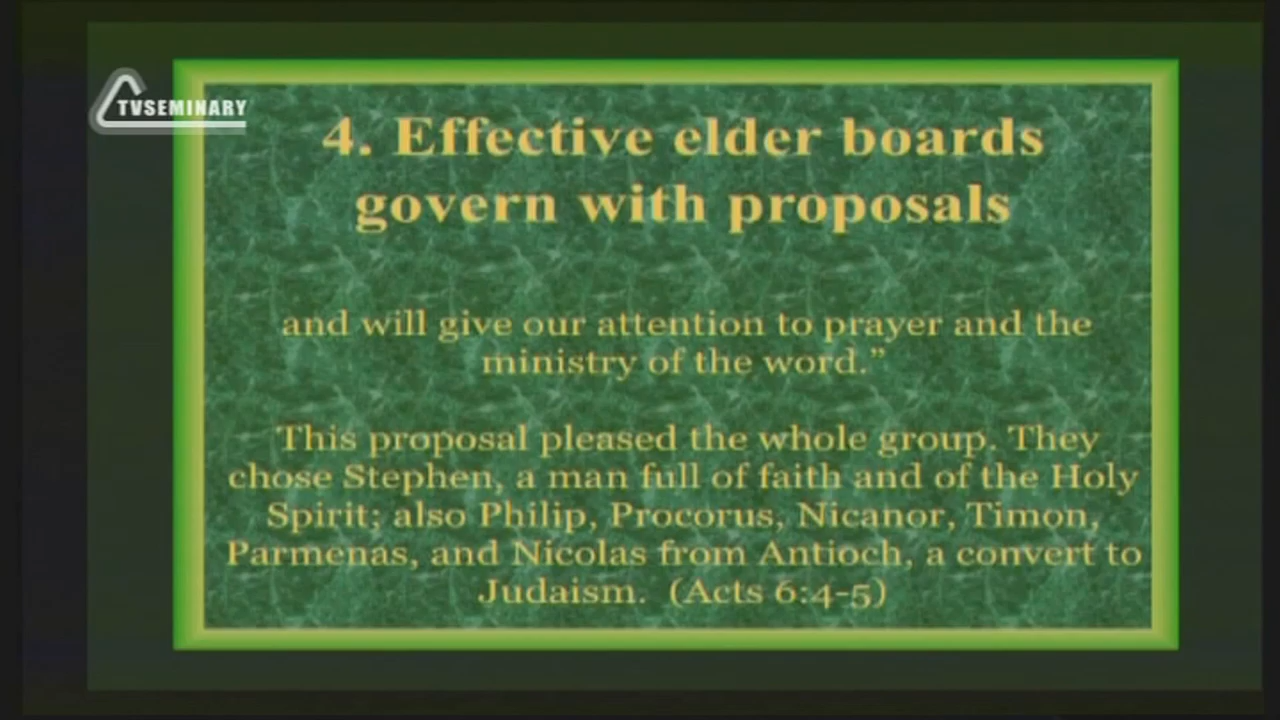 TVSEMINARY
4. Effective elder boards
govern with proposals
and will give our attention to prayer and the
ministry of the word.”
This proposal pleased the whole group. They
chose Stephen, a man full of faith and of the Holy
Spirit; also Philip, Procorus, Nicanor, Timon,
Parmenas, and Nicolas from Antioch, a convert to
Judaism. (Acts 6:4-5)